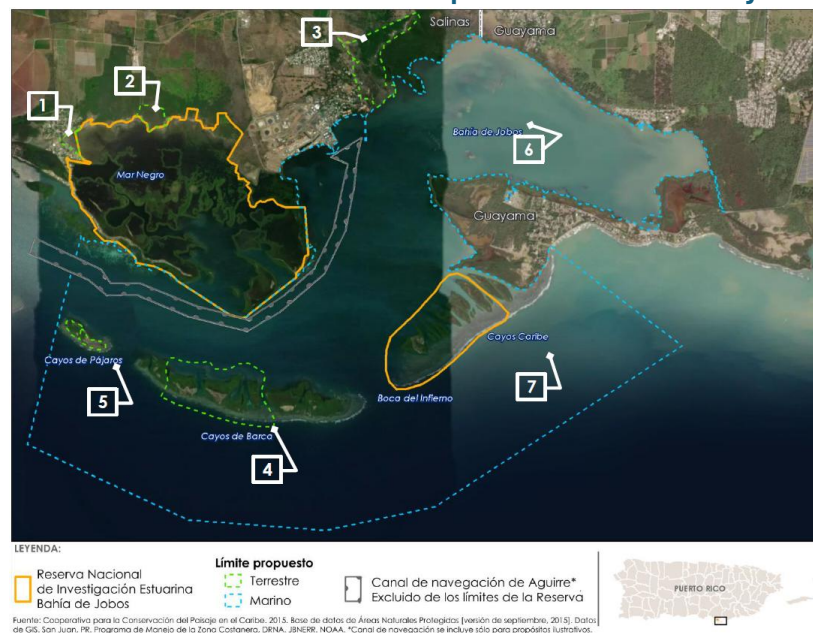 Salinas
Guayama
3
2
1
Bahía de Jobos
6
Mar Negro
Guayama
Cayos Caribe
Cayos de Pájaros
7
5
Boca del Infierno
Cayos de Barca
4
LEYENDA:
Reserva Nacional
de Investigación Estuarina
Bahía de Jobos
Límite propuesto
Terrestre
Marino
Canal de navegación de Aguirre*
Excluido de los límites de la Reserva
PUERTO RICO
Fuente: Cooperativa para la Conservación del Paisaje en el Caribe. 2015. Base de datos de Áreas Naturales Protegidas [versión de septiembre, 2015]. Datos
de GIS. San Juan, PR. Programa de Manejo de la Zona Costanera, DRNA, JBNERR, NOAA. *Canal de navegación se incluye sólo para propósitos ilustrativos.